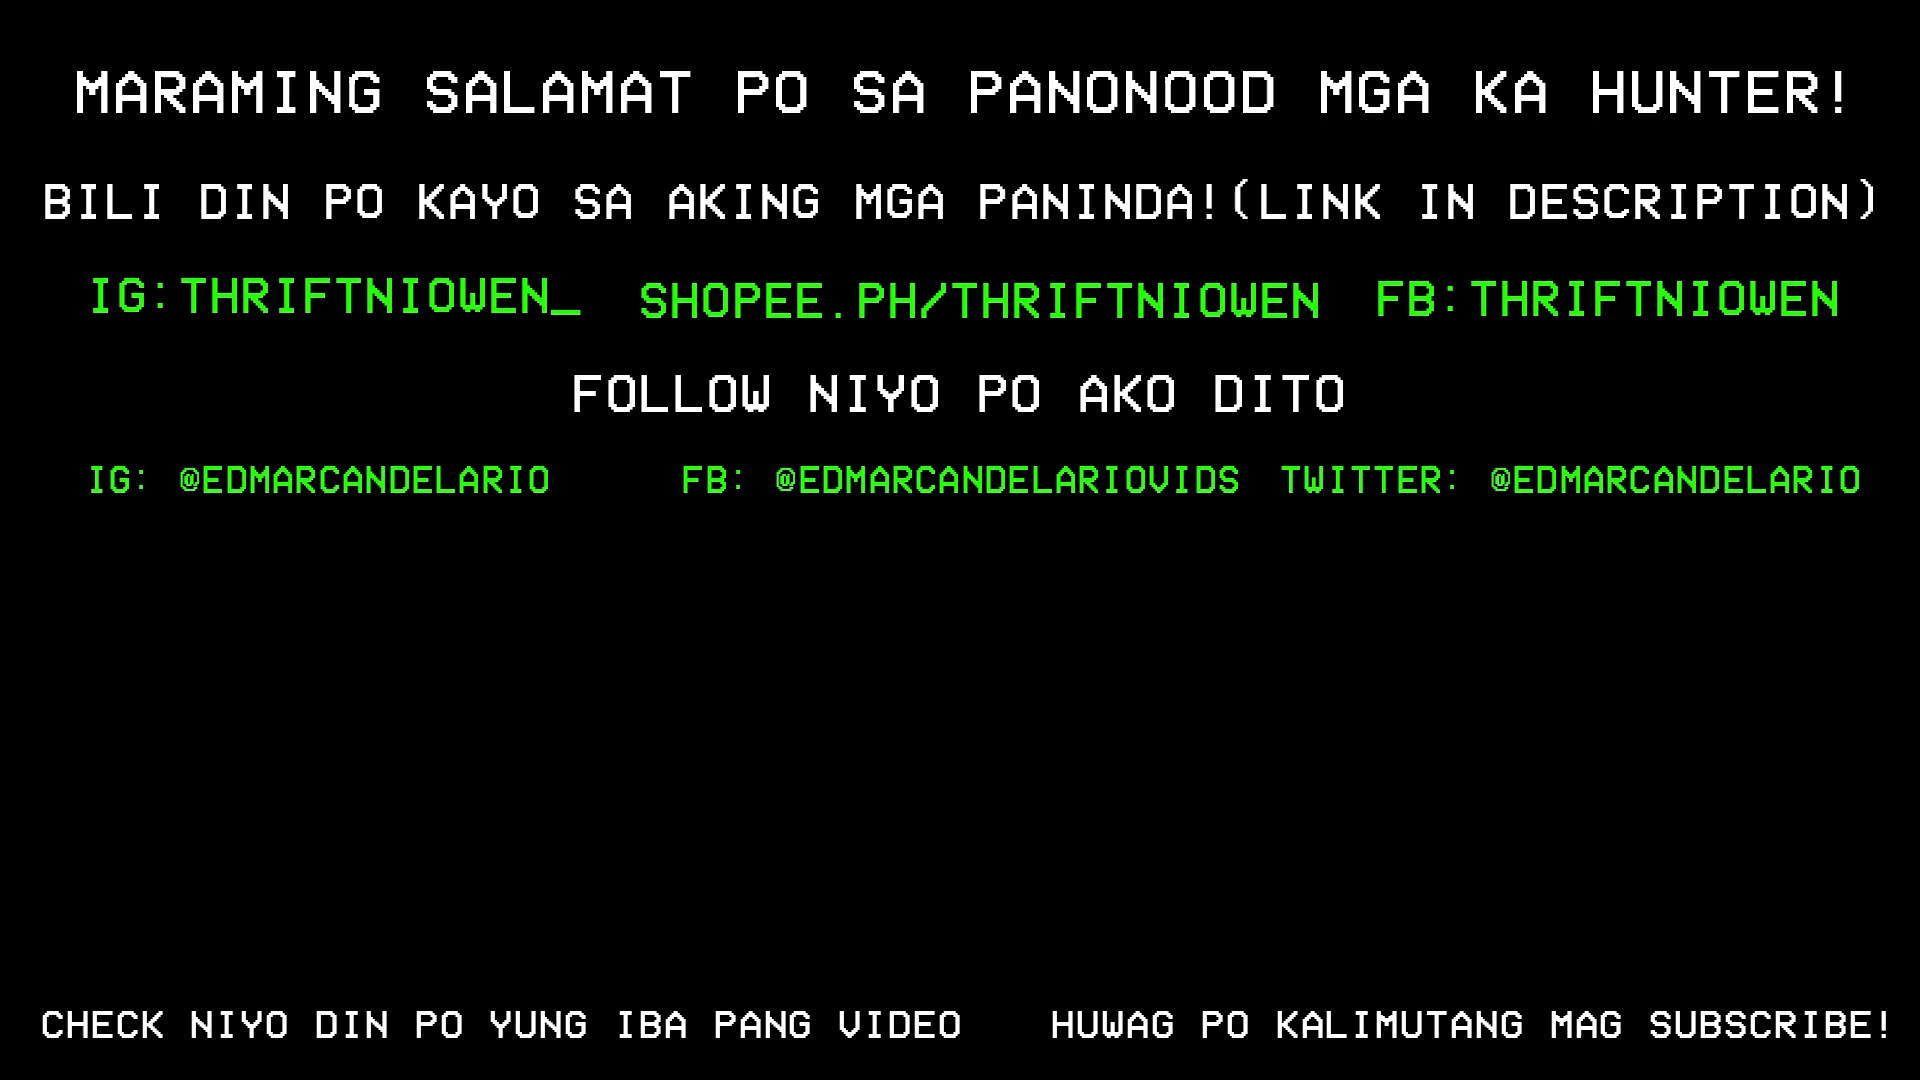 MARAMING SALAMAT PO SA PANONOOD MGA KA HUNTER!
BILI DIN PO KAYO SA AKING MGA PANINDA!(LINK IN DESCRIPTION)
IG:THRIFTNIOWEN_ SHOPEE.PH/THRIFTNIOWEN FB:THRIFTNIOWEN
FOLLOW NIYO PO AKO DITO
IG: @EDMARCANDELARIO FB: @EDMARCANDELARIOVIDS TWITTER: @EDMARCANDELARIO
CHECK NIYO DIN PO YUNG IBA PANG VIDEO HUWAG PO KALIMUTANG MAG SUBSCRIBE!